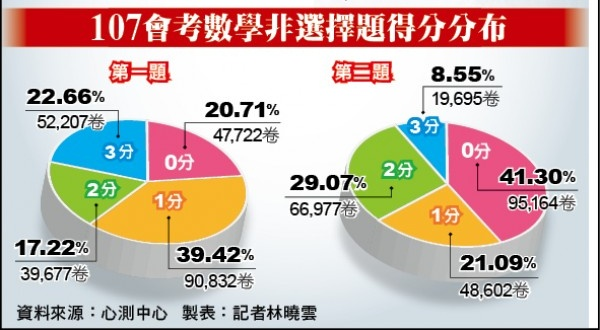 107會考數學非選擇題得分分布
第一題
22.66%
52,207卷
20.71%
47,722卷
3分
0分
2分
1分
17.22%
39,677卷
39.42%
90,832卷
第二題
8.55%
19,695卷
3分
0分
2分
1分
29.07%
66,977卷
41.30%
95,164卷
21.09%
48,602卷
資料來源：心測中心 製表：記者林曉雲